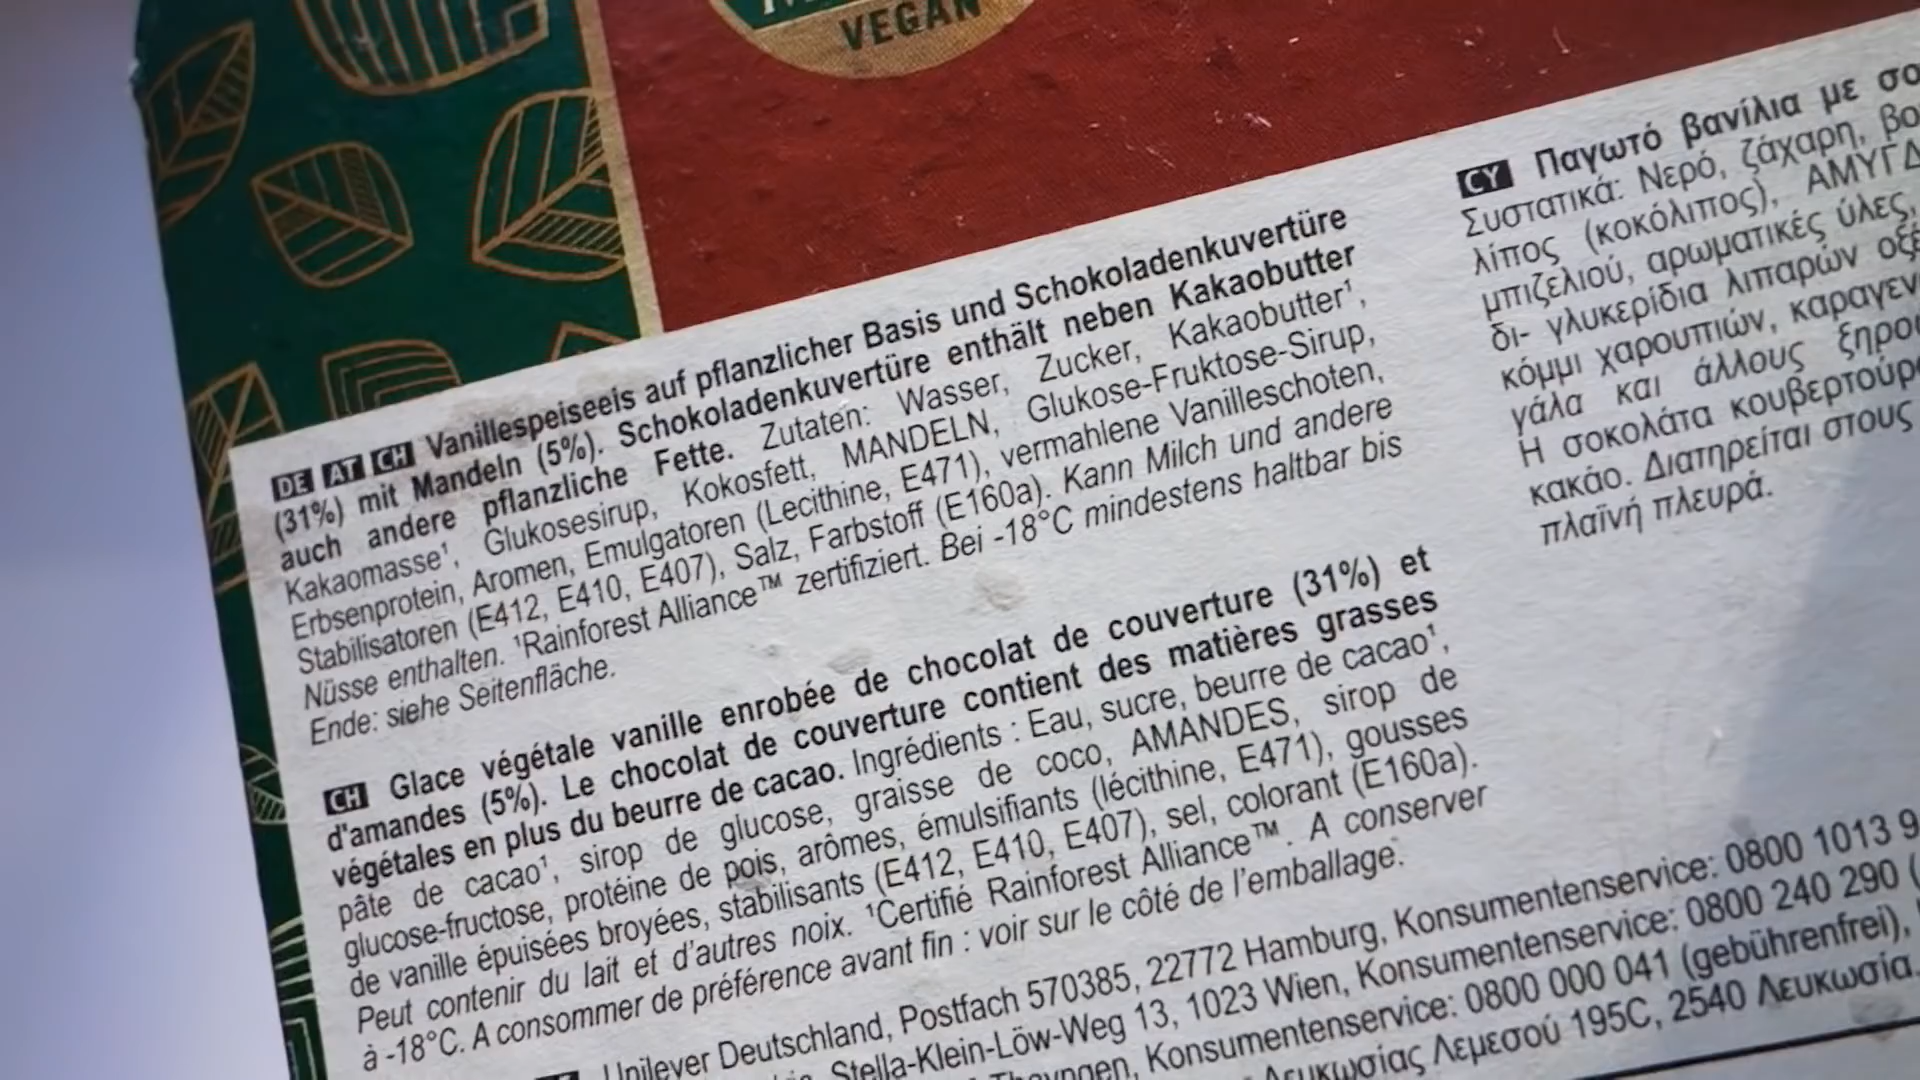 VEGAN
DE AT CH Vanillespeiseeis auf pflanzlicher Basis und Schokoladenkuvertüre
(31%) mit Mandeln (5%). Schokoladenkuvertüre enthält neben Kakaobutter
auch andere pflanzliche Fette. Zutaten: Wasser, Zucker, Kakaobutter¹,
Kakaomasse¹, Glukosesirup, Kokosfett, MANDELN, Glukose-Fruktose-Sirup,
Erbsenprotein, Aromen, Emulgatoren (Lecithine, E471), vermahlene Vanilleschoten,
Stabilisatoren (E412, E410, E407), Salz, Farbstoff (E160a). Kann Milch und andere
Nüsse enthalten. ¹Rainforest Alliance™ zertifiziert. Bei -18°C mindestens haltbar bis
Ende: siehe Seitenfläche.
CH Glace végétale vanille enrobée de chocolat de couverture (31%) et
d'amandes (5%). Le chocolat de couverture contient des matières grasses
végétales en plus du beurre de cacao. Ingrédients : Eau, sucre, beurre de cacao¹,
pâte de cacao¹, sirop de glucose, graisse de coco, AMANDES, sirop de
glucose-fructose, protéine de pois, arômes, émulsifiants (lécithine, E471), gousses
de vanille épuisées broyées, stabilisants (E412, E410, E407), sel, colorant (E160a).
Peut contenir du lait et d'autres noix. ¹Certifié Rainforest Alliance™. A conserver
à -18°C. A consommer de préférence avant fin : voir sur le côté de l'emballage.
CY Παγωτό βανίλια με
Συστατικά: Νερό, ζάχαρη,
λίπος (κοκόλιπος),
μπιζελιού, αρωματικές ύλες,
δι- γλυκερίδια λιπαρών
κόμμι χαρουπιών,
γάλα και άλλους
Η σοκολάτα
κακάο. Διατηρείται στους
πλαϊνή πλευρά.
Unilever Deutschland, Postfach 570385, 22772 Hamburg, Konsumentenservice: 0800 1013 9
Stella-Klein-Löw-Weg 13, 1023 Wien, Konsumentenservice: 0800 240 290 (
Konsumentenservice: 0800 000 041 (gebührenfrei),
Λεμεσού 195C, 2540 Λευκωσία.